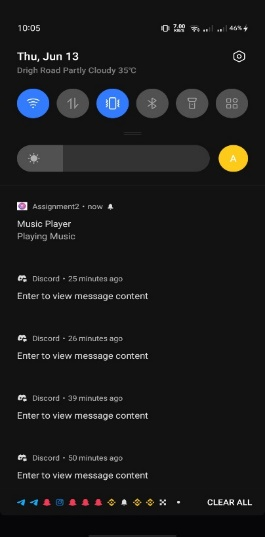 10:05
7.00 KB/S 46%
Thu, Jun 13
Drigh Road Partly Cloudy 35°C
A
Assignment2 • now
Music Player
Playing Music
Discord • 25 minutes ago
Enter to view message content
Discord • 26 minutes ago
Enter to view message content
Discord • 39 minutes ago
Enter to view message content
Discord • 50 minutes ago
Enter to view message content
CLEAR ALL